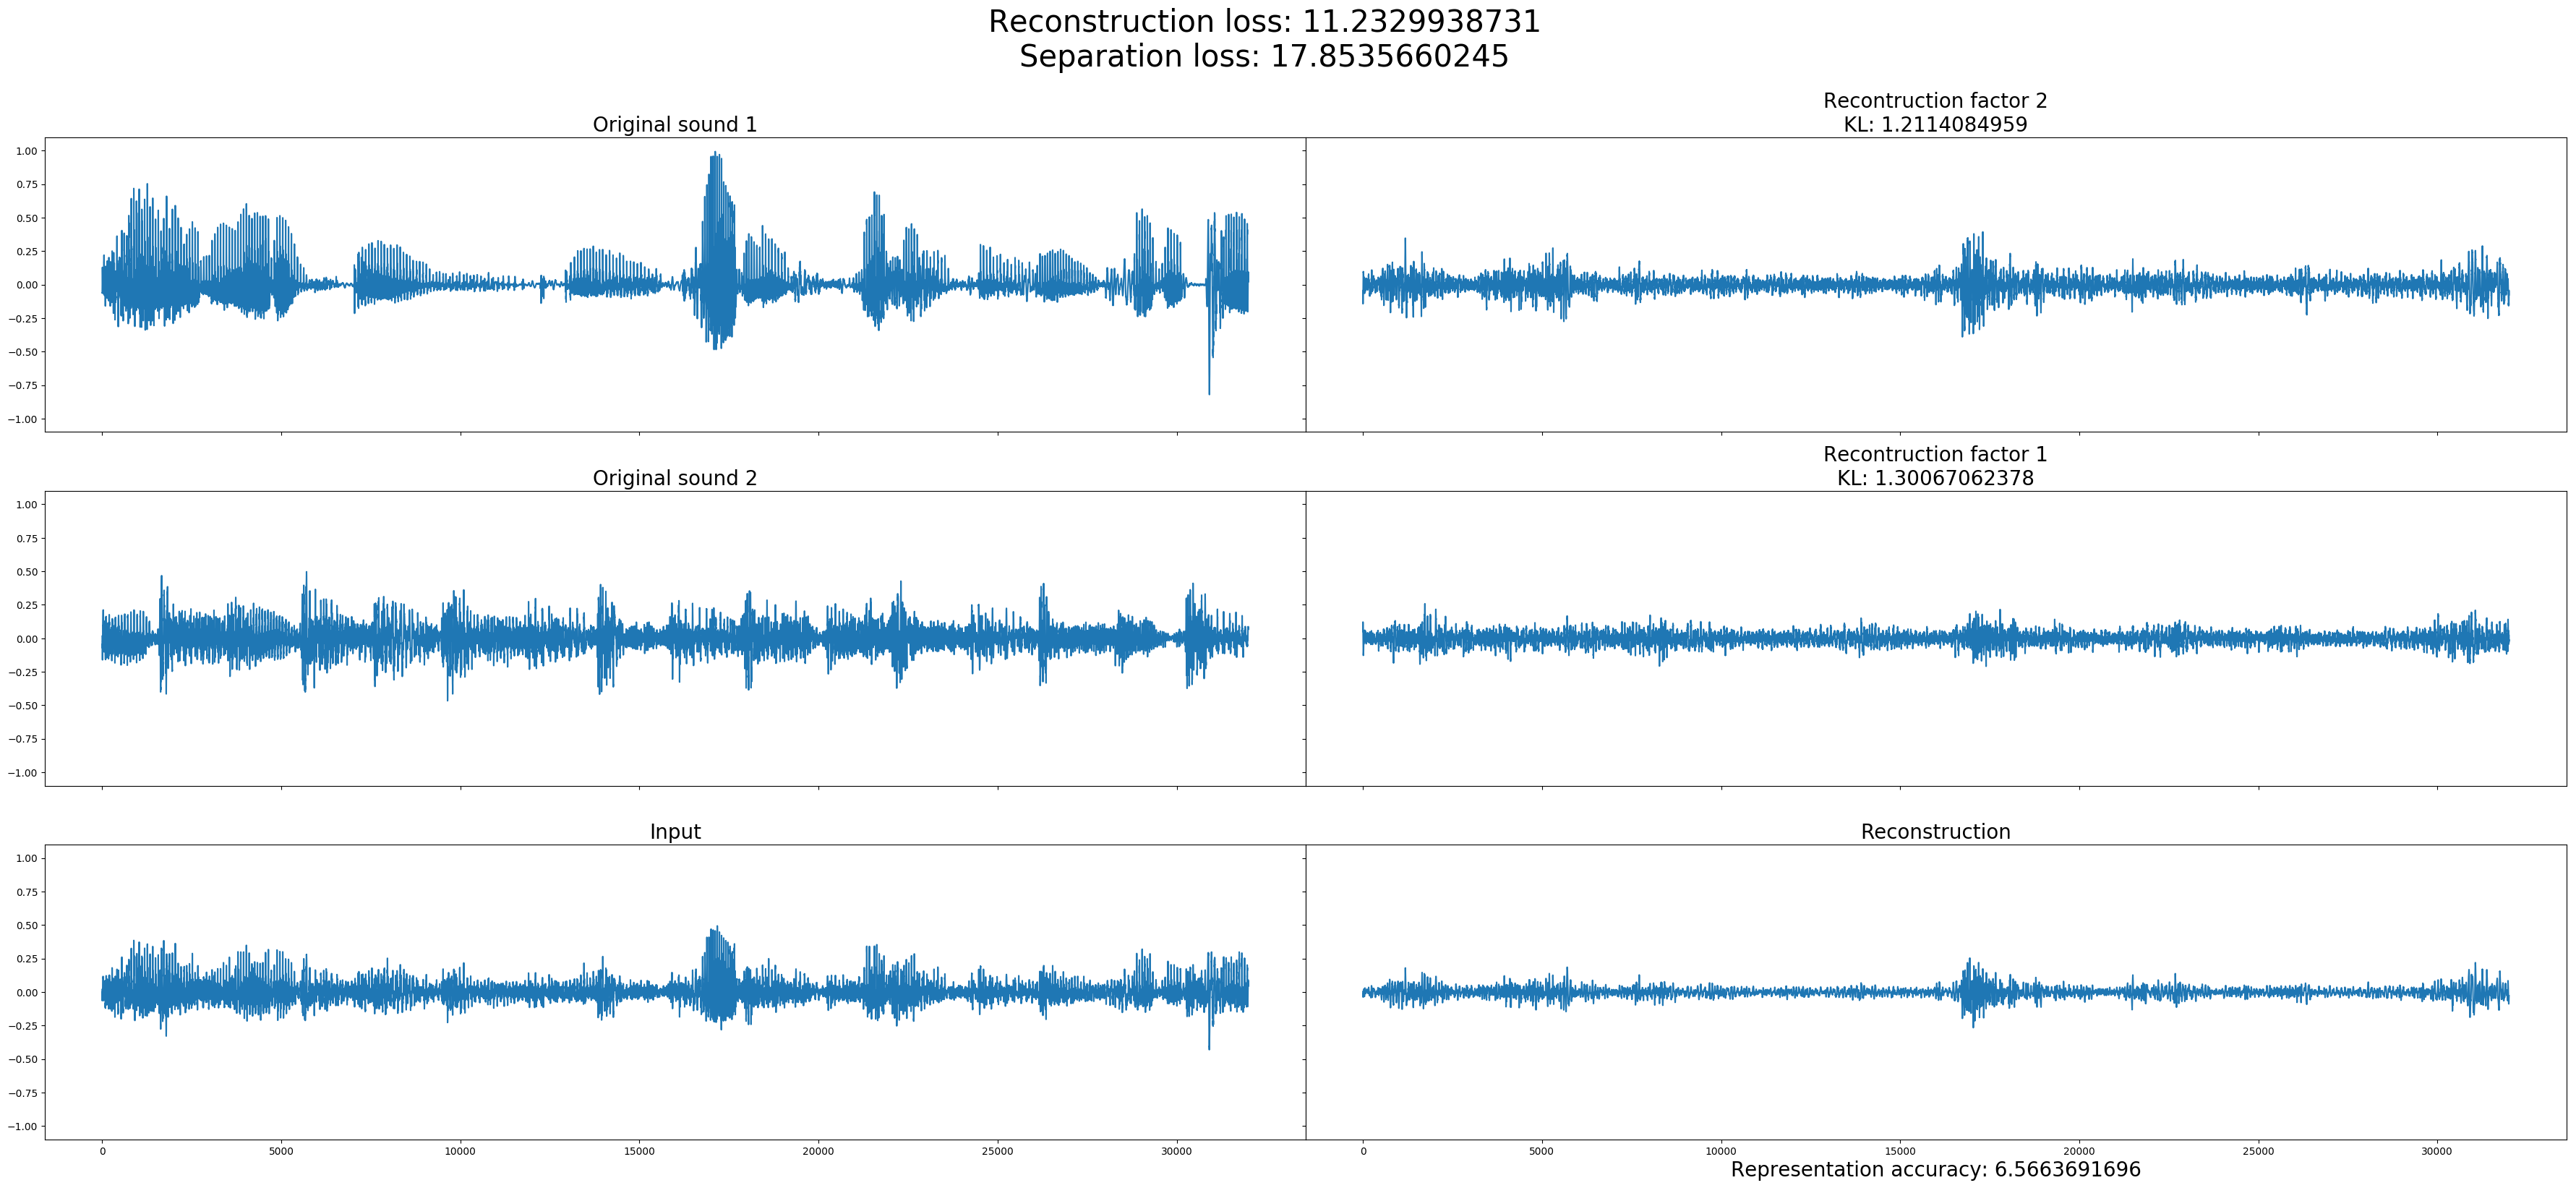 Reconstruction loss: 11.2329938731
Separation loss: 17.8535660245
Original sound 1
Recontruction factor 2
KL: 1.2114084959
1.00
0.75
0.50
0.25
0.00
−0.25
−0.50
−0.75
−1.00
Original sound 2
Recontruction factor 1
KL: 1.30067062378
1.00
0.75
0.50
0.25
0.00
−0.25
−0.50
−0.75
−1.00
Input
Reconstruction
1.00
0.75
0.50
0.25
0.00
−0.25
−0.50
−0.75
−1.00
0 5000 10000 15000 20000 25000 30000
0 5000 10000 15000 20000 25000 30000
Representation accuracy: 6.5663691696